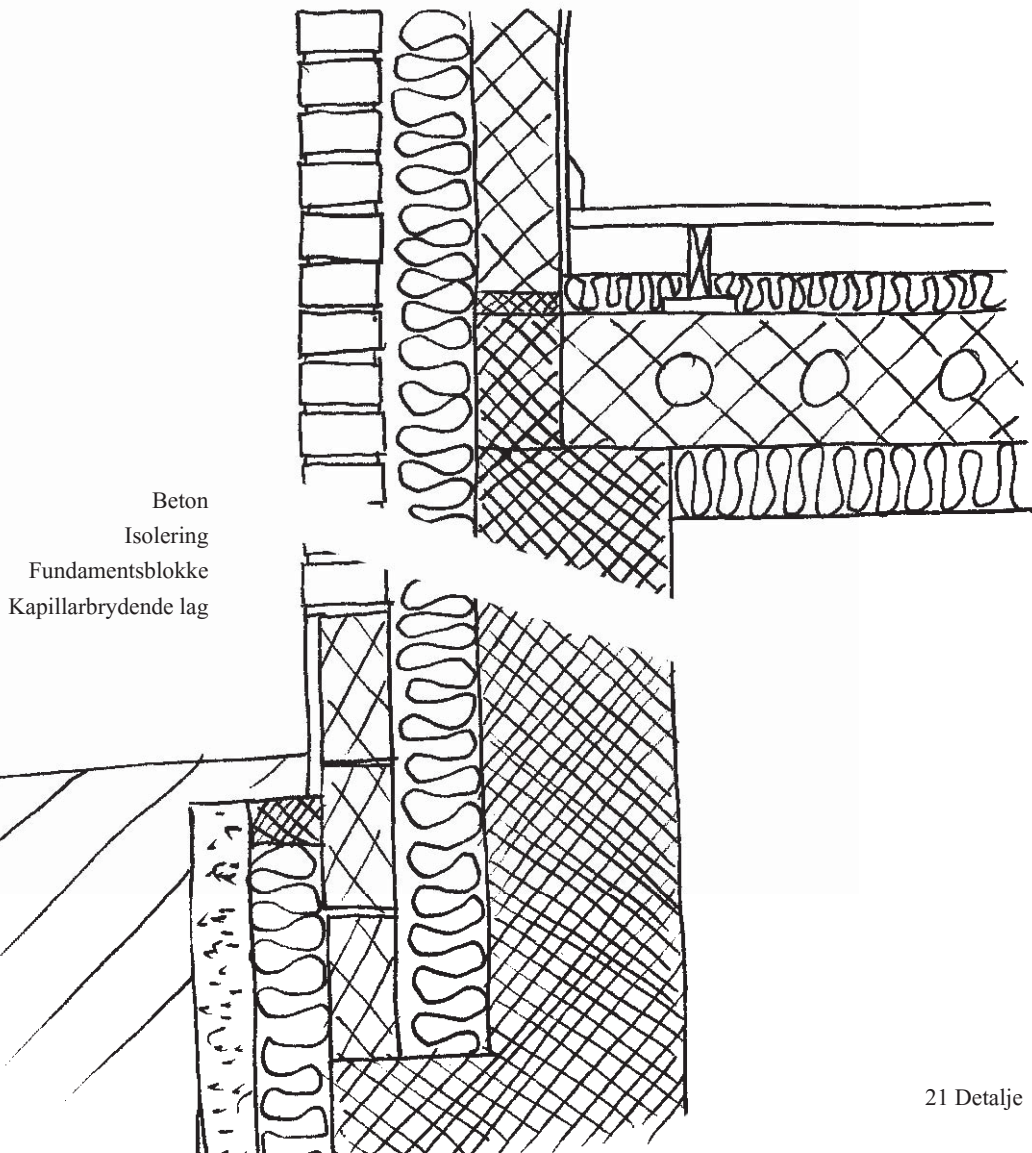 Beton
Isolering
Fundamentsblokke
Kapillarbrydende lag
21 Detalje